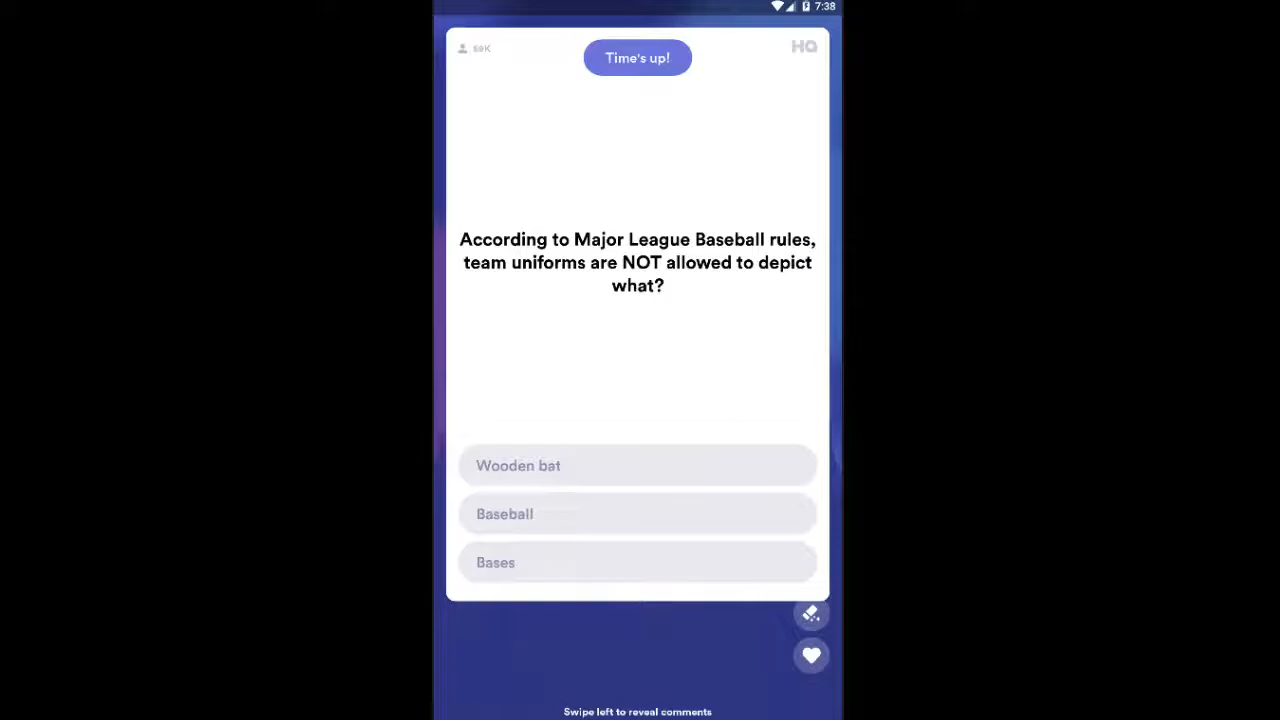 7:38
59K
Time's up!
HQ
According to Major League Baseball rules,
team uniforms are NOT allowed to depict
what?
Wooden bat
Baseball
Bases
Swipe left to reveal comments